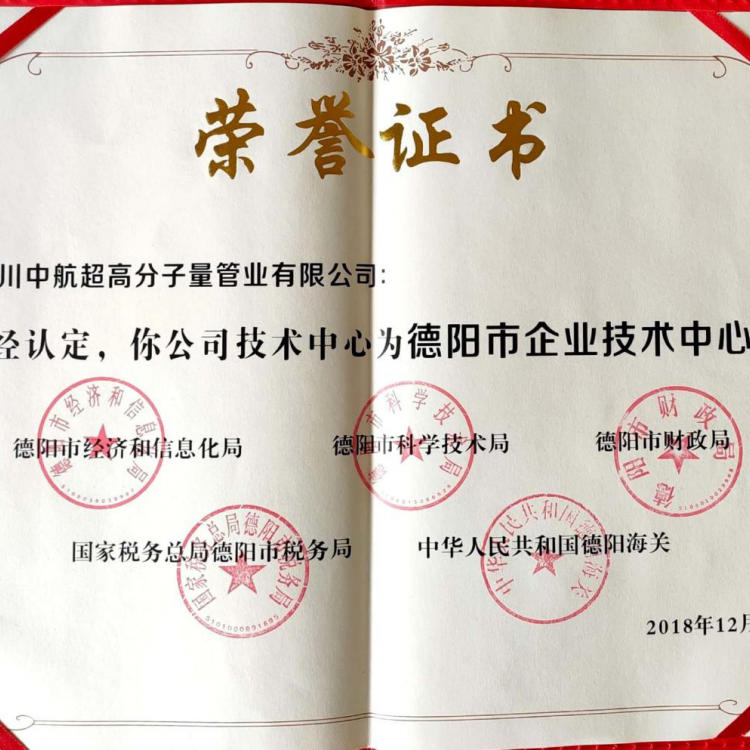 荣誉证书
川中航超高分子量管业有限公司:
经认定,你公司技术中心为德阳市企业技术中心
德阳市经济和信息化局
德阳市科学技术局
德阳市财政局
国家税务总局德阳市税务局
中华人民共和国德阳海关
2018年12月